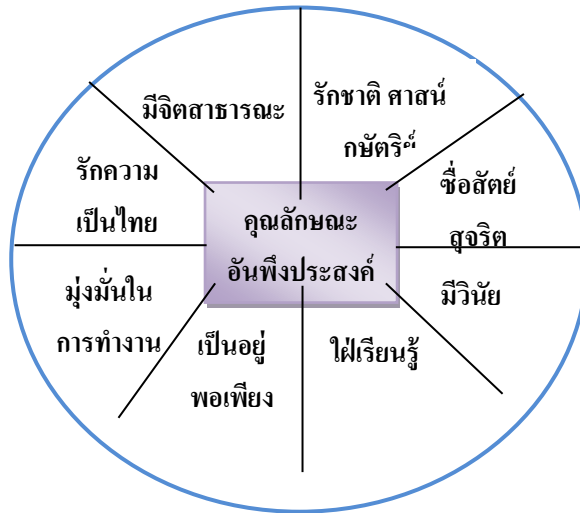 คุณลักษณะ
อันพึงประสงค์
รักชาติ ศาสน์
กษัตริย์
ซื่อสัตย์
สุจริต
มีวินัย
ใฝ่เรียนรู้
เป็นอยู่
พอเพียง
มุ่งมั่นใน
การทำงาน
รักความ
เป็นไทย
มีจิตสาธารณะ